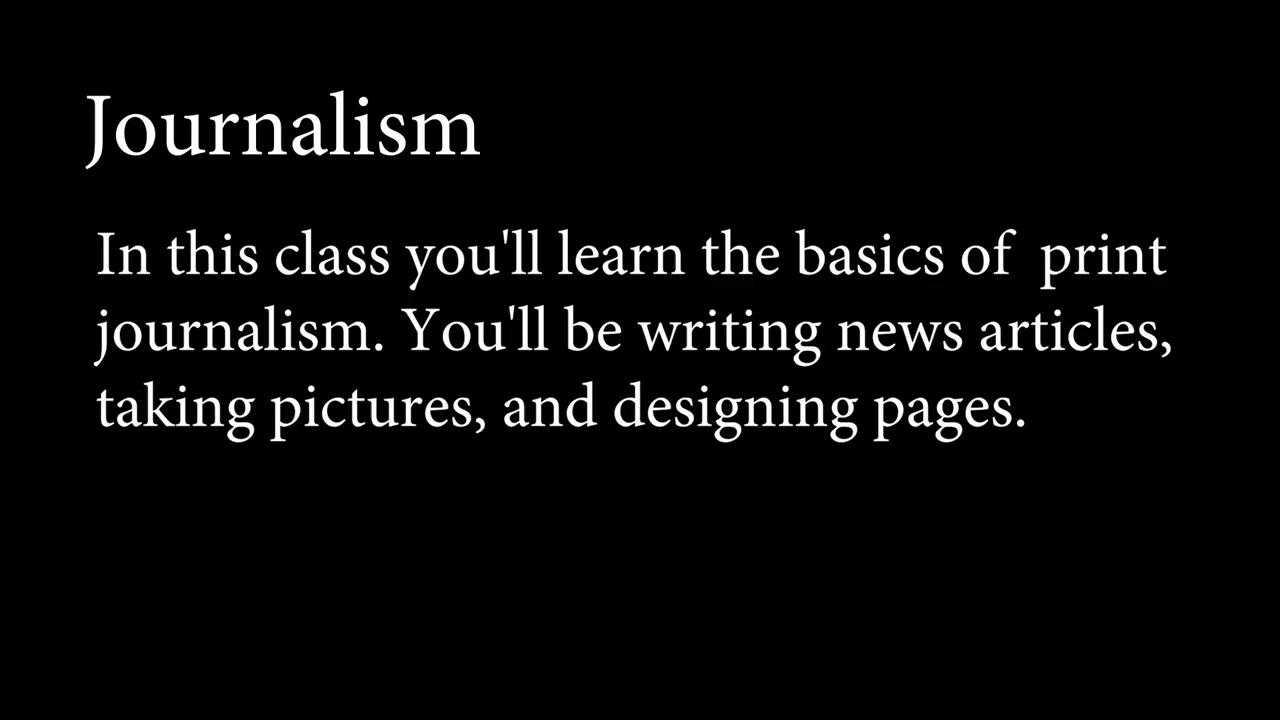 Journalism
In this class you'll learn the basics of  print
journalism. You'll be writing news articles,
taking pictures, and designing pages.